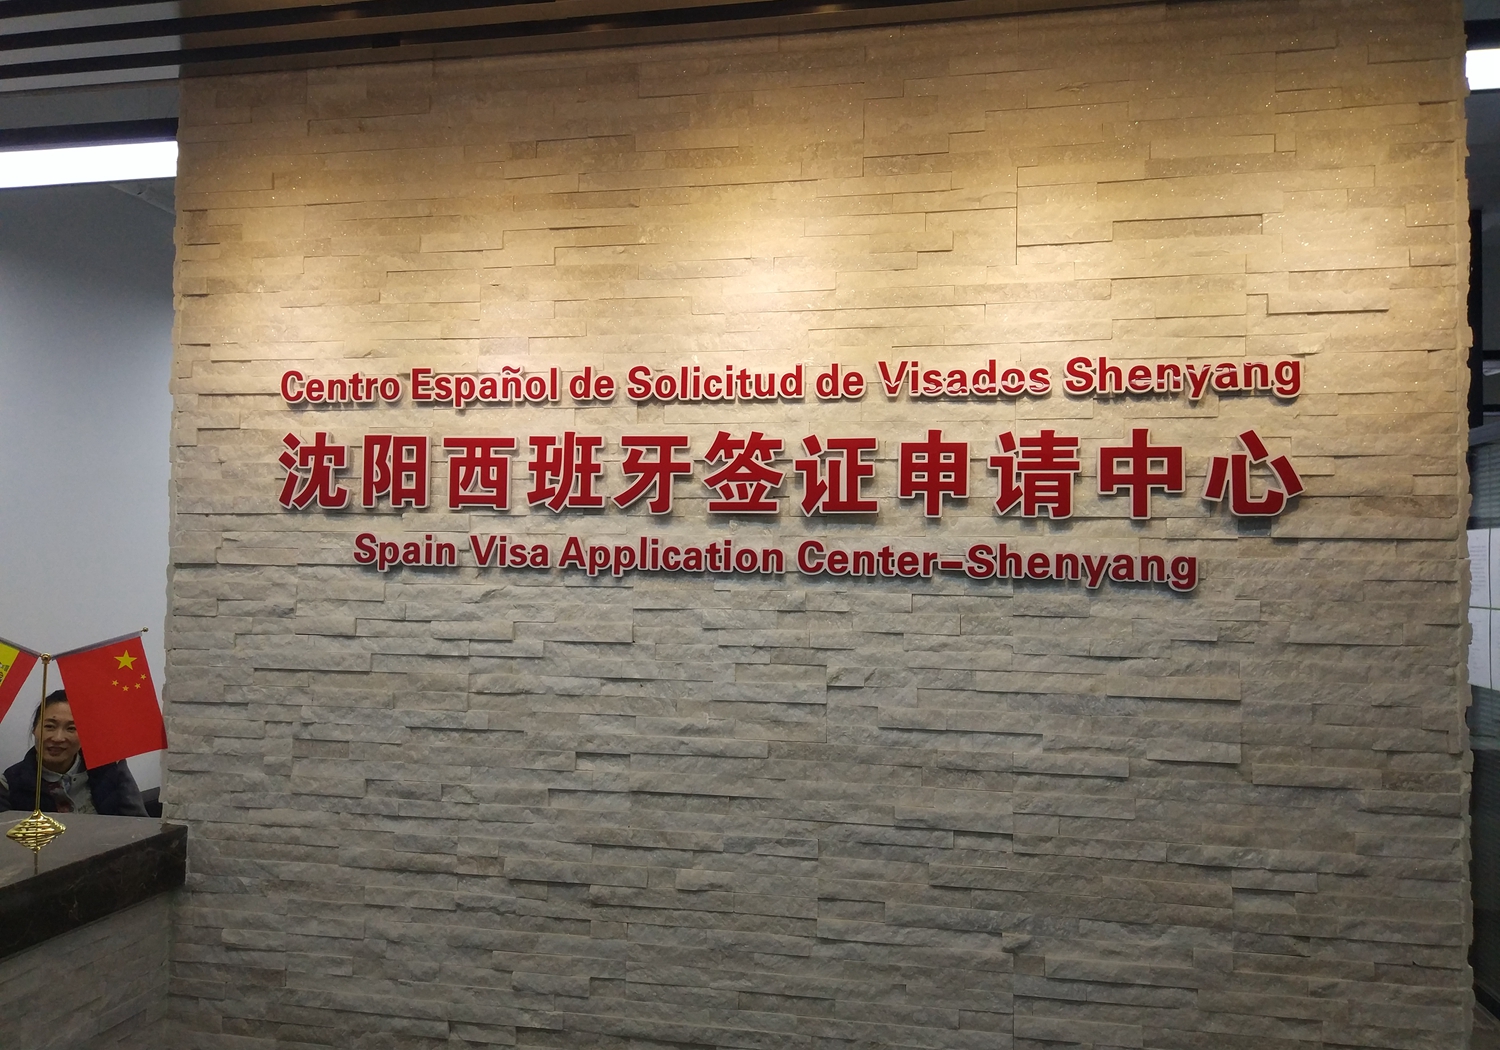 Centro Español de Solicitud de Visados Shenyang
沈阳西班牙签证申请中心
Spain Visa Application Center-Shenyang